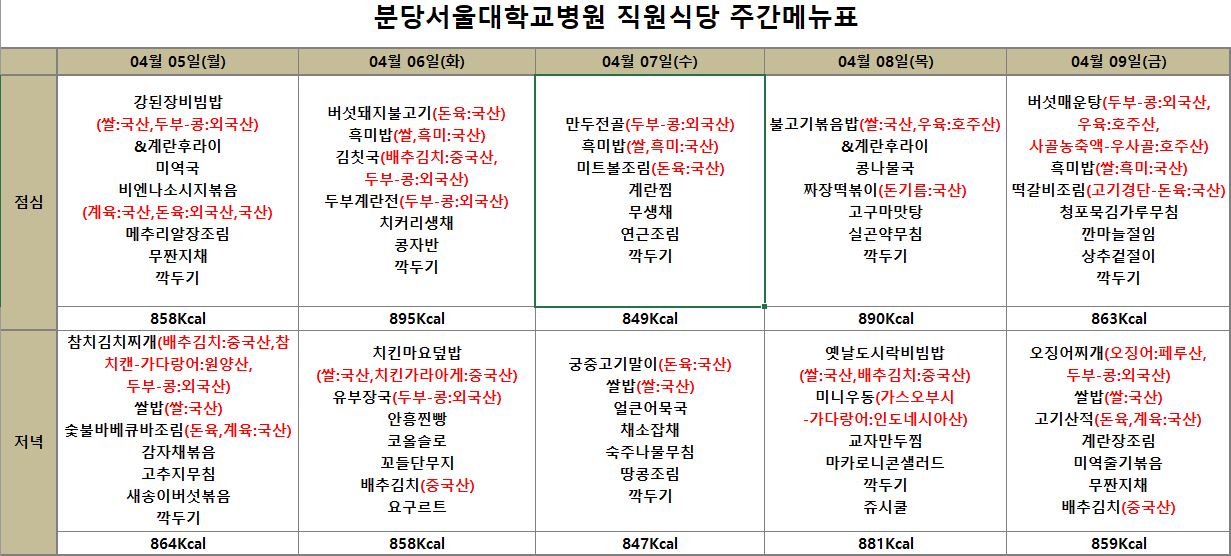 분당서울대학교병원 직원식당 주간메뉴표
04월 05일(월)
04월 06일(화)
04월 07일(수)
04월 08일(목)
04월 09일(금)
점심
강된장비빔밥
(쌀:국산,두부-콩:외국산)
&계란후라이
미역국
비엔나소시지볶음
(계육:국산,돈육:외국산,국산)
메추리알장조림
무짠지채
깍두기
버섯돼지불고기(돈육:국산)
흑미밥(쌀,흑미:국산)
김칫국(배추김치:중국산,
두부-콩:외국산)
두부계란전(두부-콩:외국산)
치커리생채
콩자반
깍두기
만두전골(두부-콩:외국산)
흑미밥(쌀,흑미:국산)
미트볼조림(돈육:국산)
계란찜
무생채
연근조림
깍두기
불고기볶음밥(쌀:국산,우육:호주산)
&계란후라이
콩나물국
짜장떡볶이(돈기름:국산)
고구마맛탕
실곤약무침
깍두기
버섯매운탕(두부-콩:외국산,
우육:호주산,
사골농축액-우사골:호주산)
흑미밥(쌀:흑미:국산)
떡갈비조림(고기경단-돈육:국산)
청포묵김가루무침
깐마늘절임
상추겉절이
깍두기
858Kcal
895Kcal
849Kcal
890Kcal
863Kcal
저녁
참치김치찌개(배추김치:중국산,참
치캔-가다랑어:원양산,
두부-콩:외국산)
쌀밥(쌀:국산)
숯불바베큐바조림(돈육,계육:국산)
감자채볶음
고추지무침
새송이버섯볶음
깍두기
치킨마요덮밥
(쌀:국산,치킨가라아게:중국산)
유부장국(두부-콩:외국산)
안흥찐빵
코올슬로
꼬들단무지
배추김치(중국산)
요구르트
궁중고기말이(돈육:국산)
쌀밥(쌀:국산)
얼큰어묵국
채소잡채
숙주나물무침
땅콩조림
깍두기
옛날도시락비빔밥
(쌀:국산,배추김치:중국산)
미니우동(가스오부시
-가다랑어:인도네시아산)
교자만두찜
마카로니콘샐러드
깍두기
쥬시쿨
오징어찌개(오징어:페루산,
두부-콩:외국산)
쌀밥(쌀:국산)
고기산적(돈육,계육:국산)
계란장조림
미역줄기볶음
무짠지채
배추김치(중국산)
864Kcal
858Kcal
847Kcal
881Kcal
859Kcal